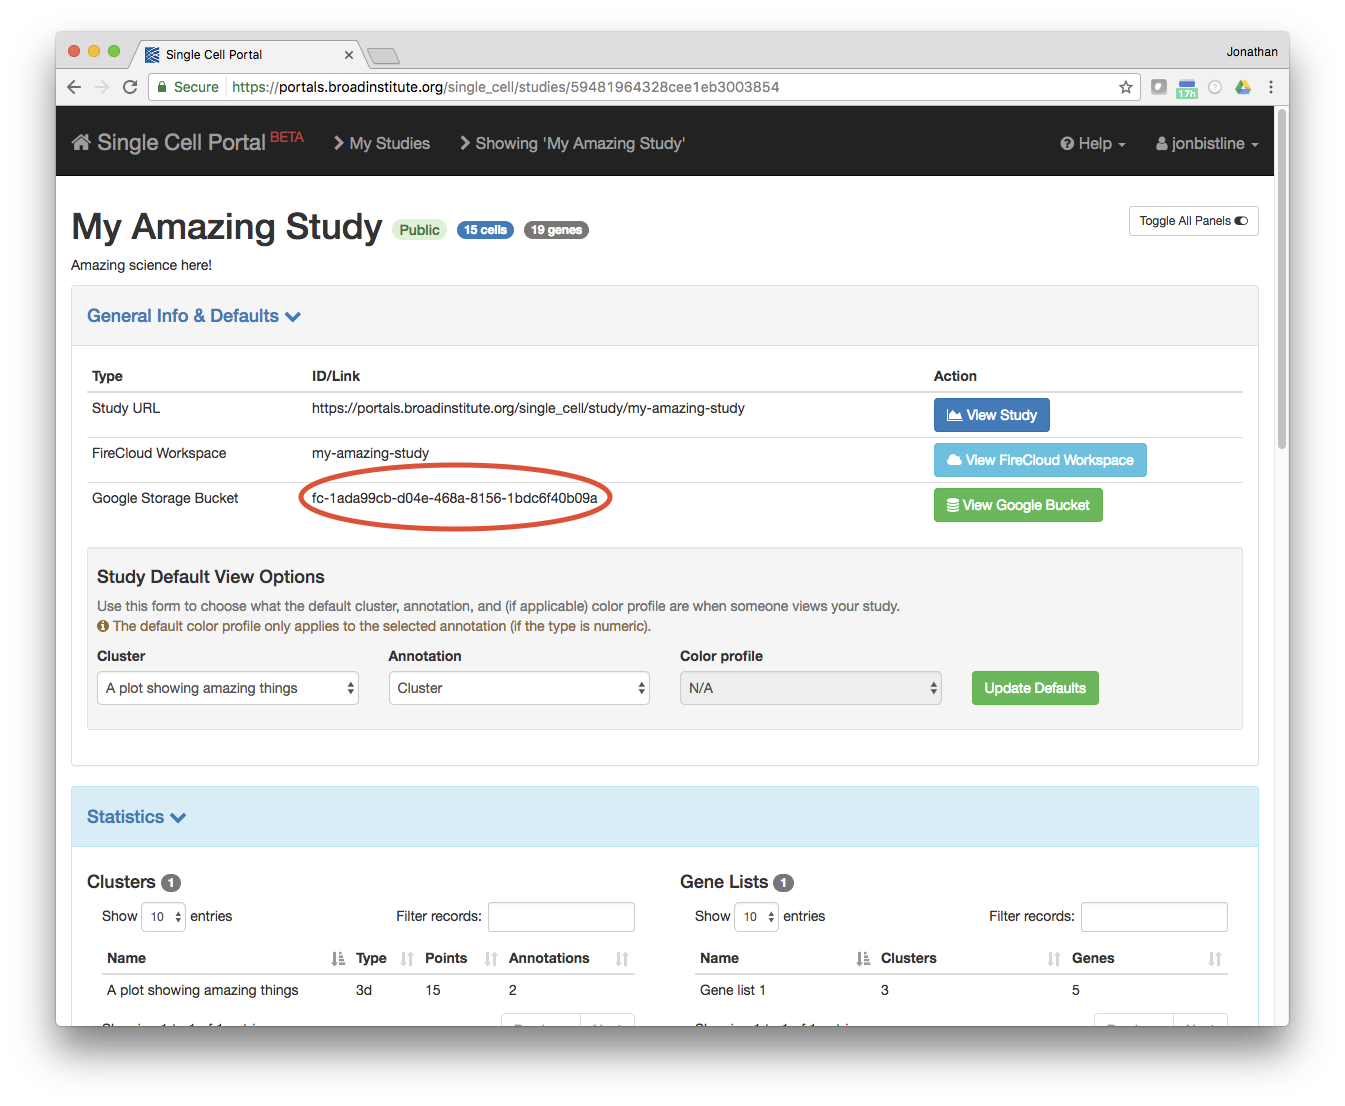 Single Cell Portal
Jonathan
Secure https://portals.broadinstitute.org/single_cell/studies/59481964328cee1eb3003854
17h
Single Cell Portal BETA My Studies Showing 'My Amazing Study' Help jonbistline
My Amazing Study Public 15 cells 19 genes Toggle All Panels
Amazing science here!
General Info & Defaults
Type ID/Link Action
Study URL https://portals.broadinstitute.org/single_cell/study/my-amazing-study View Study
FireCloud Workspace my-amazing-study View FireCloud Workspace
Google Storage Bucket fc-1ada99cb-d04e-468a-8156-1bdc6f40b09a View Google Bucket
Study Default View Options
Use this form to choose what the default cluster, annotation, and (if applicable) color profile are when someone views your study.
The default color profile only applies to the selected annotation (if the type is numeric).
Cluster Annotation Color profile
A plot showing amazing things Cluster N/A Update Defaults
Statistics
Clusters 1 Gene Lists 1
Show 10 entries Filter records: Show 10 entries Filter records:
Name Type Points Annotations Name Clusters Genes
A plot showing amazing things 3d 15 2 Gene list 1 3 5